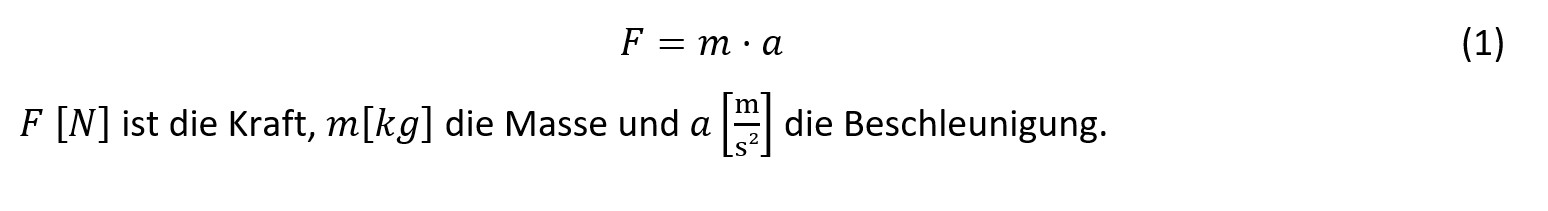 F = m · a (1)
F [N] ist die Kraft, m[kg] die Masse und a [m/s²] die Beschleunigung.